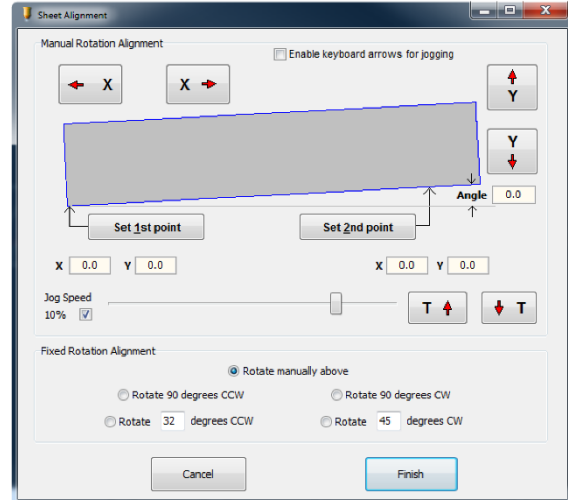 Sheet Alignment
Manual Rotation Alignment
Enable keyboard arrows for jogging
X
X
Y
Y
Angle 0.0
Set 1st point
Set 2nd point
X 0.0 Y 0.0
X 0.0 Y 0.0
Jog Speed
10%
T
T
Fixed Rotation Alignment
Rotate manually above
Rotate 90 degrees CCW
Rotate 90 degrees CW
Rotate 32 degrees CCW
Rotate 45 degrees CW
Cancel
Finish